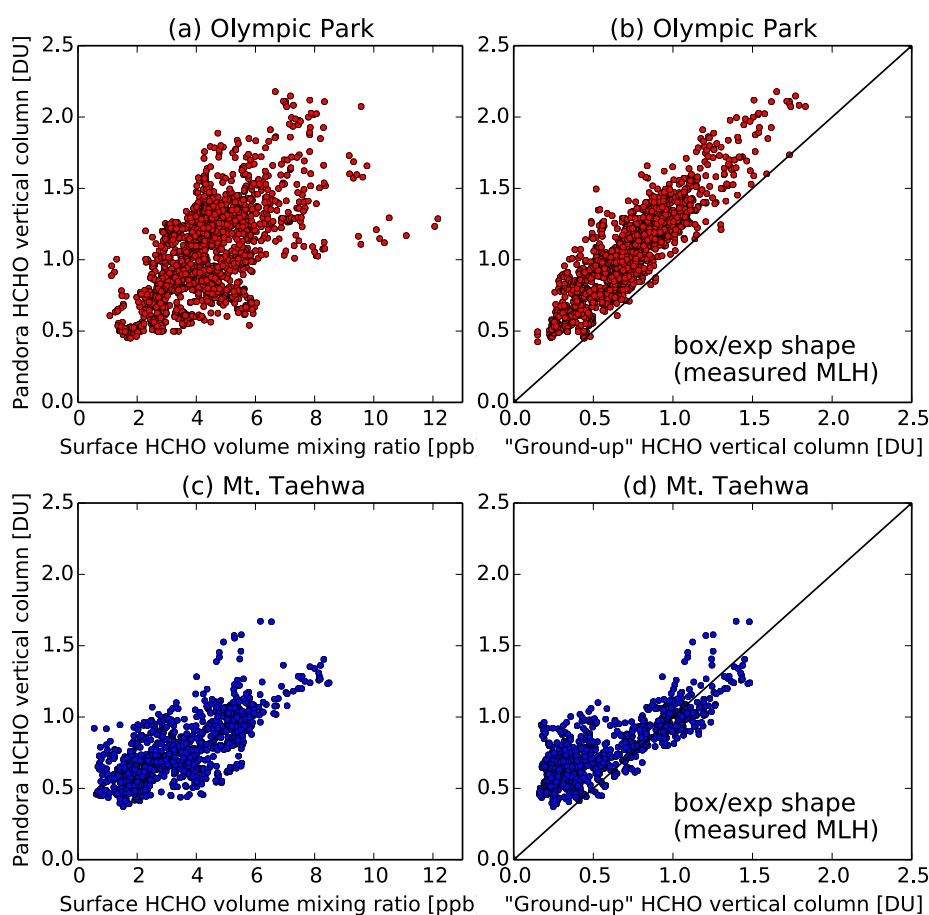 (a) Olympic Park
(b) Olympic Park
Pandora HCHO vertical column [DU]
2.5
2.0
1.5
1.0
0.5
0.0
0 2 4 6 8 10 12
Surface HCHO volume mixing ratio [ppb
2.5
2.0
1.5
1.0
0.5
0.0
box/exp shape
(measured MLH)
0.0 0.5 1.0 1.5 2.0 2.5
"Ground-up" HCHO vertical column [DU]
(c) Mt. Taehwa
(d) Mt. Taehwa
Pandora HCHO vertical column [DU]
2.5
2.0
1.5
1.0
0.5
0.0
0 2 4 6 8 10 12
Surface HCHO volume mixing ratio [ppb
2.5
2.0
1.5
1.0
0.5
0.0
box/exp shape
(measured MLH)
0.0 0.5 1.0 1.5 2.0 2.5
"Ground-up" HCHO vertical column [DU]